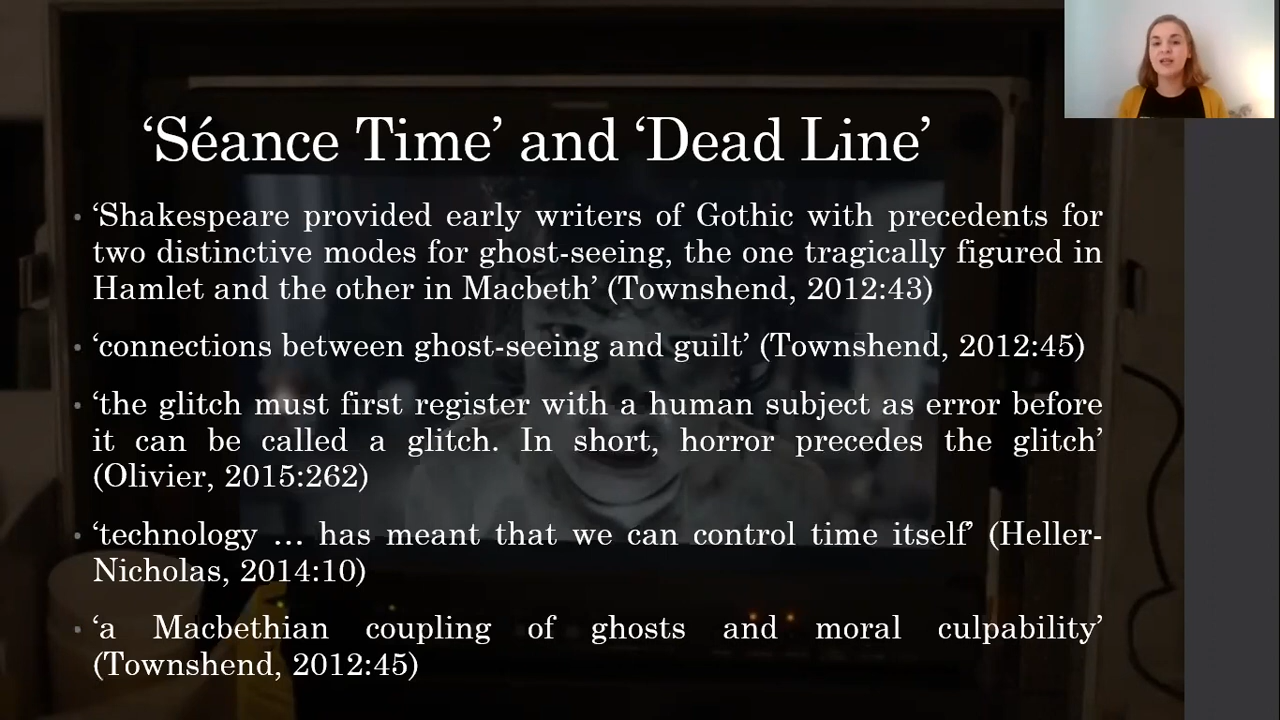 ‘Séance Time’ and ‘Dead Line’
• ‘Shakespeare provided early writers of Gothic with precedents for
two distinctive modes for ghost-seeing, the one tragically figured in
Hamlet and the other in Macbeth’ (Townshend, 2012:43)
• ‘connections between ghost-seeing and guilt’ (Townshend, 2012:45)
• ‘the glitch must first register with a human subject as error before
it can be called a glitch. In short, horror precedes the glitch’
(Olivier, 2015:262)
• ‘technology … has meant that we can control time itself’ (Heller-
Nicholas, 2014:10)
• ‘a Macbethian coupling of ghosts and moral culpability’
(Townshend, 2012:45)